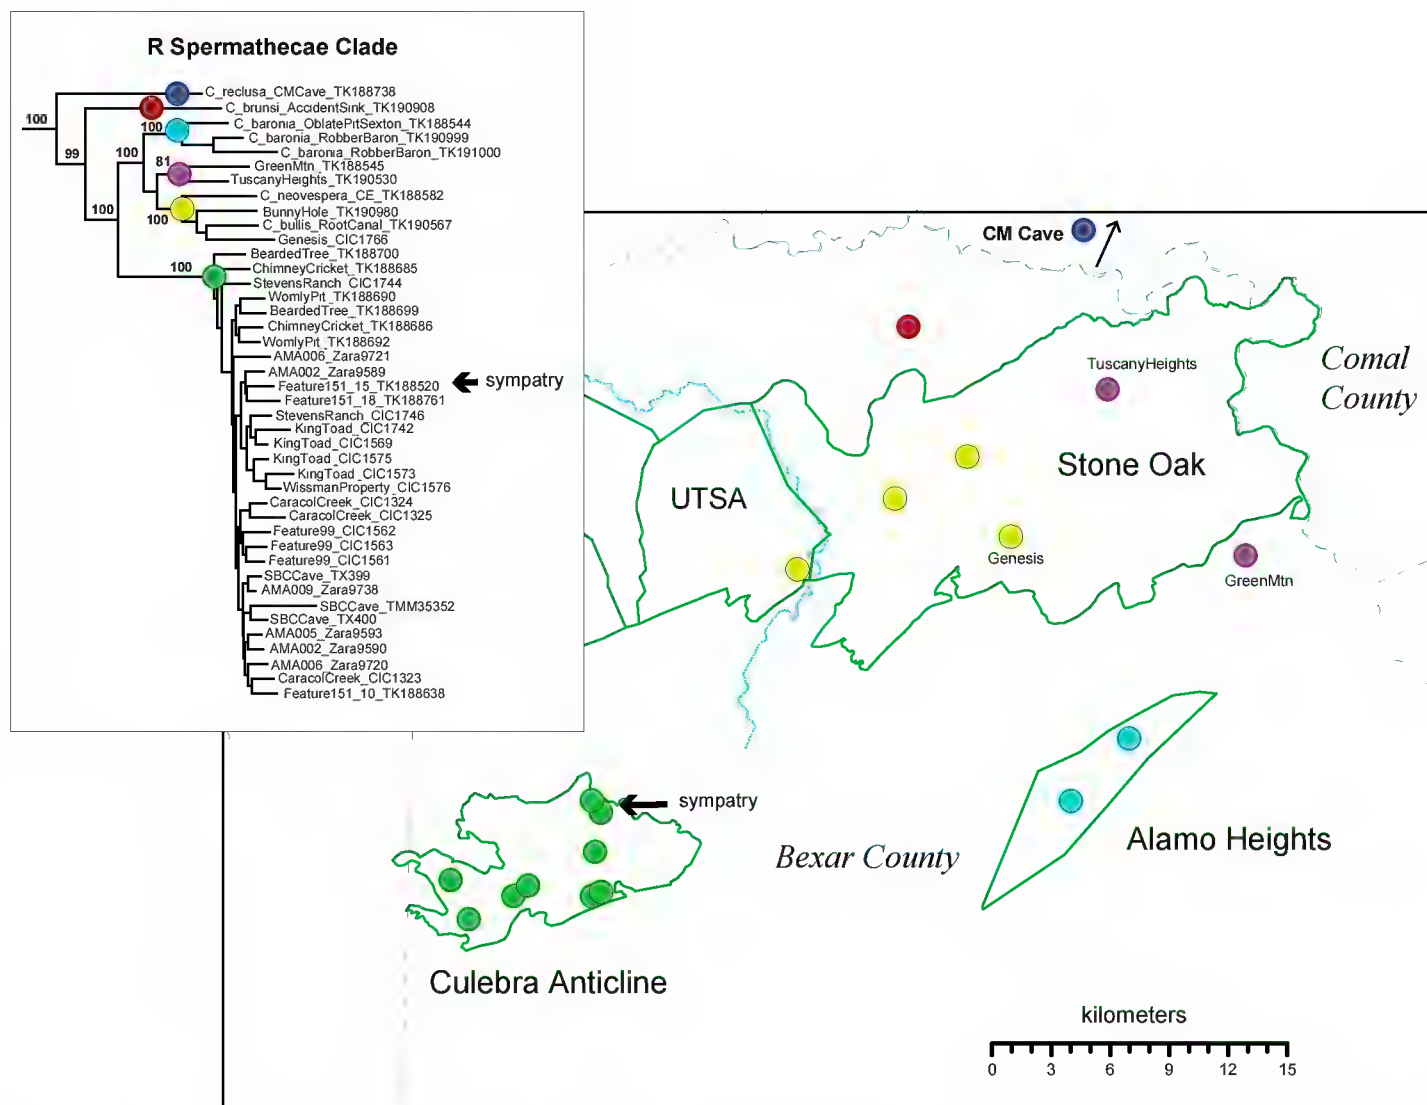 R Spermathecae Clade
C_reclusa_CMCave_TK188738
C_brunsi_AccidentSink_TK190908
100
100
C_baronia_OblatePitSexton_TK188544
C_baronia_RobberBaron_TK190999
99
100
C_baronia_RobberBaron_TK191000
81
GreenMtn_TK188545
TuscanyHeights_TK190530
C_neovespera_CE_TK188582
100
100
BunnyHole_TK190980
C_bullis_RootCanal_TK190567
Genesis_CIC1766
BeardedTree_TK188700
100
ChimneyCricket_TK188685
StevensRanch_CIC1744
WomlyPit_TK188690
BeardedTree_TK188699
ChimneyCricket_TK188686
WomlyPit_TK188692
AMA006_Zara9721
AMA002_Zara9589
Feature151_15_TK188520
sympatry
Feature151_18_TK188761
StevensRanch_CIC1746
KingToad_CIC1742
KingToad_CIC1569
KingToad_CIC1575
KingToad_CIC1573
WissmanProperty_CIC1576
CaracolCreek_CIC1324
CaracolCreek_CIC1325
Feature99_CIC1562
Feature99_CIC1563
Feature99_CIC1561
SBCCave_TX399
AMA009_Zara9738
SBCCave_TMM35352
SBCCave_TX400
AMA005_Zara9593
AMA002_Zara9590
AMA006_Zara9720
CaracolCreek_CIC1323
Feature151_10_TK188638
CM Cave
TuscanyHeights
Comal
County
Stone Oak
UTSA
Genesis
GreenMtn
sympatry
Bexar County
Alamo Heights
Culebra Anticline
kilometers
0 3 6 9 12 15